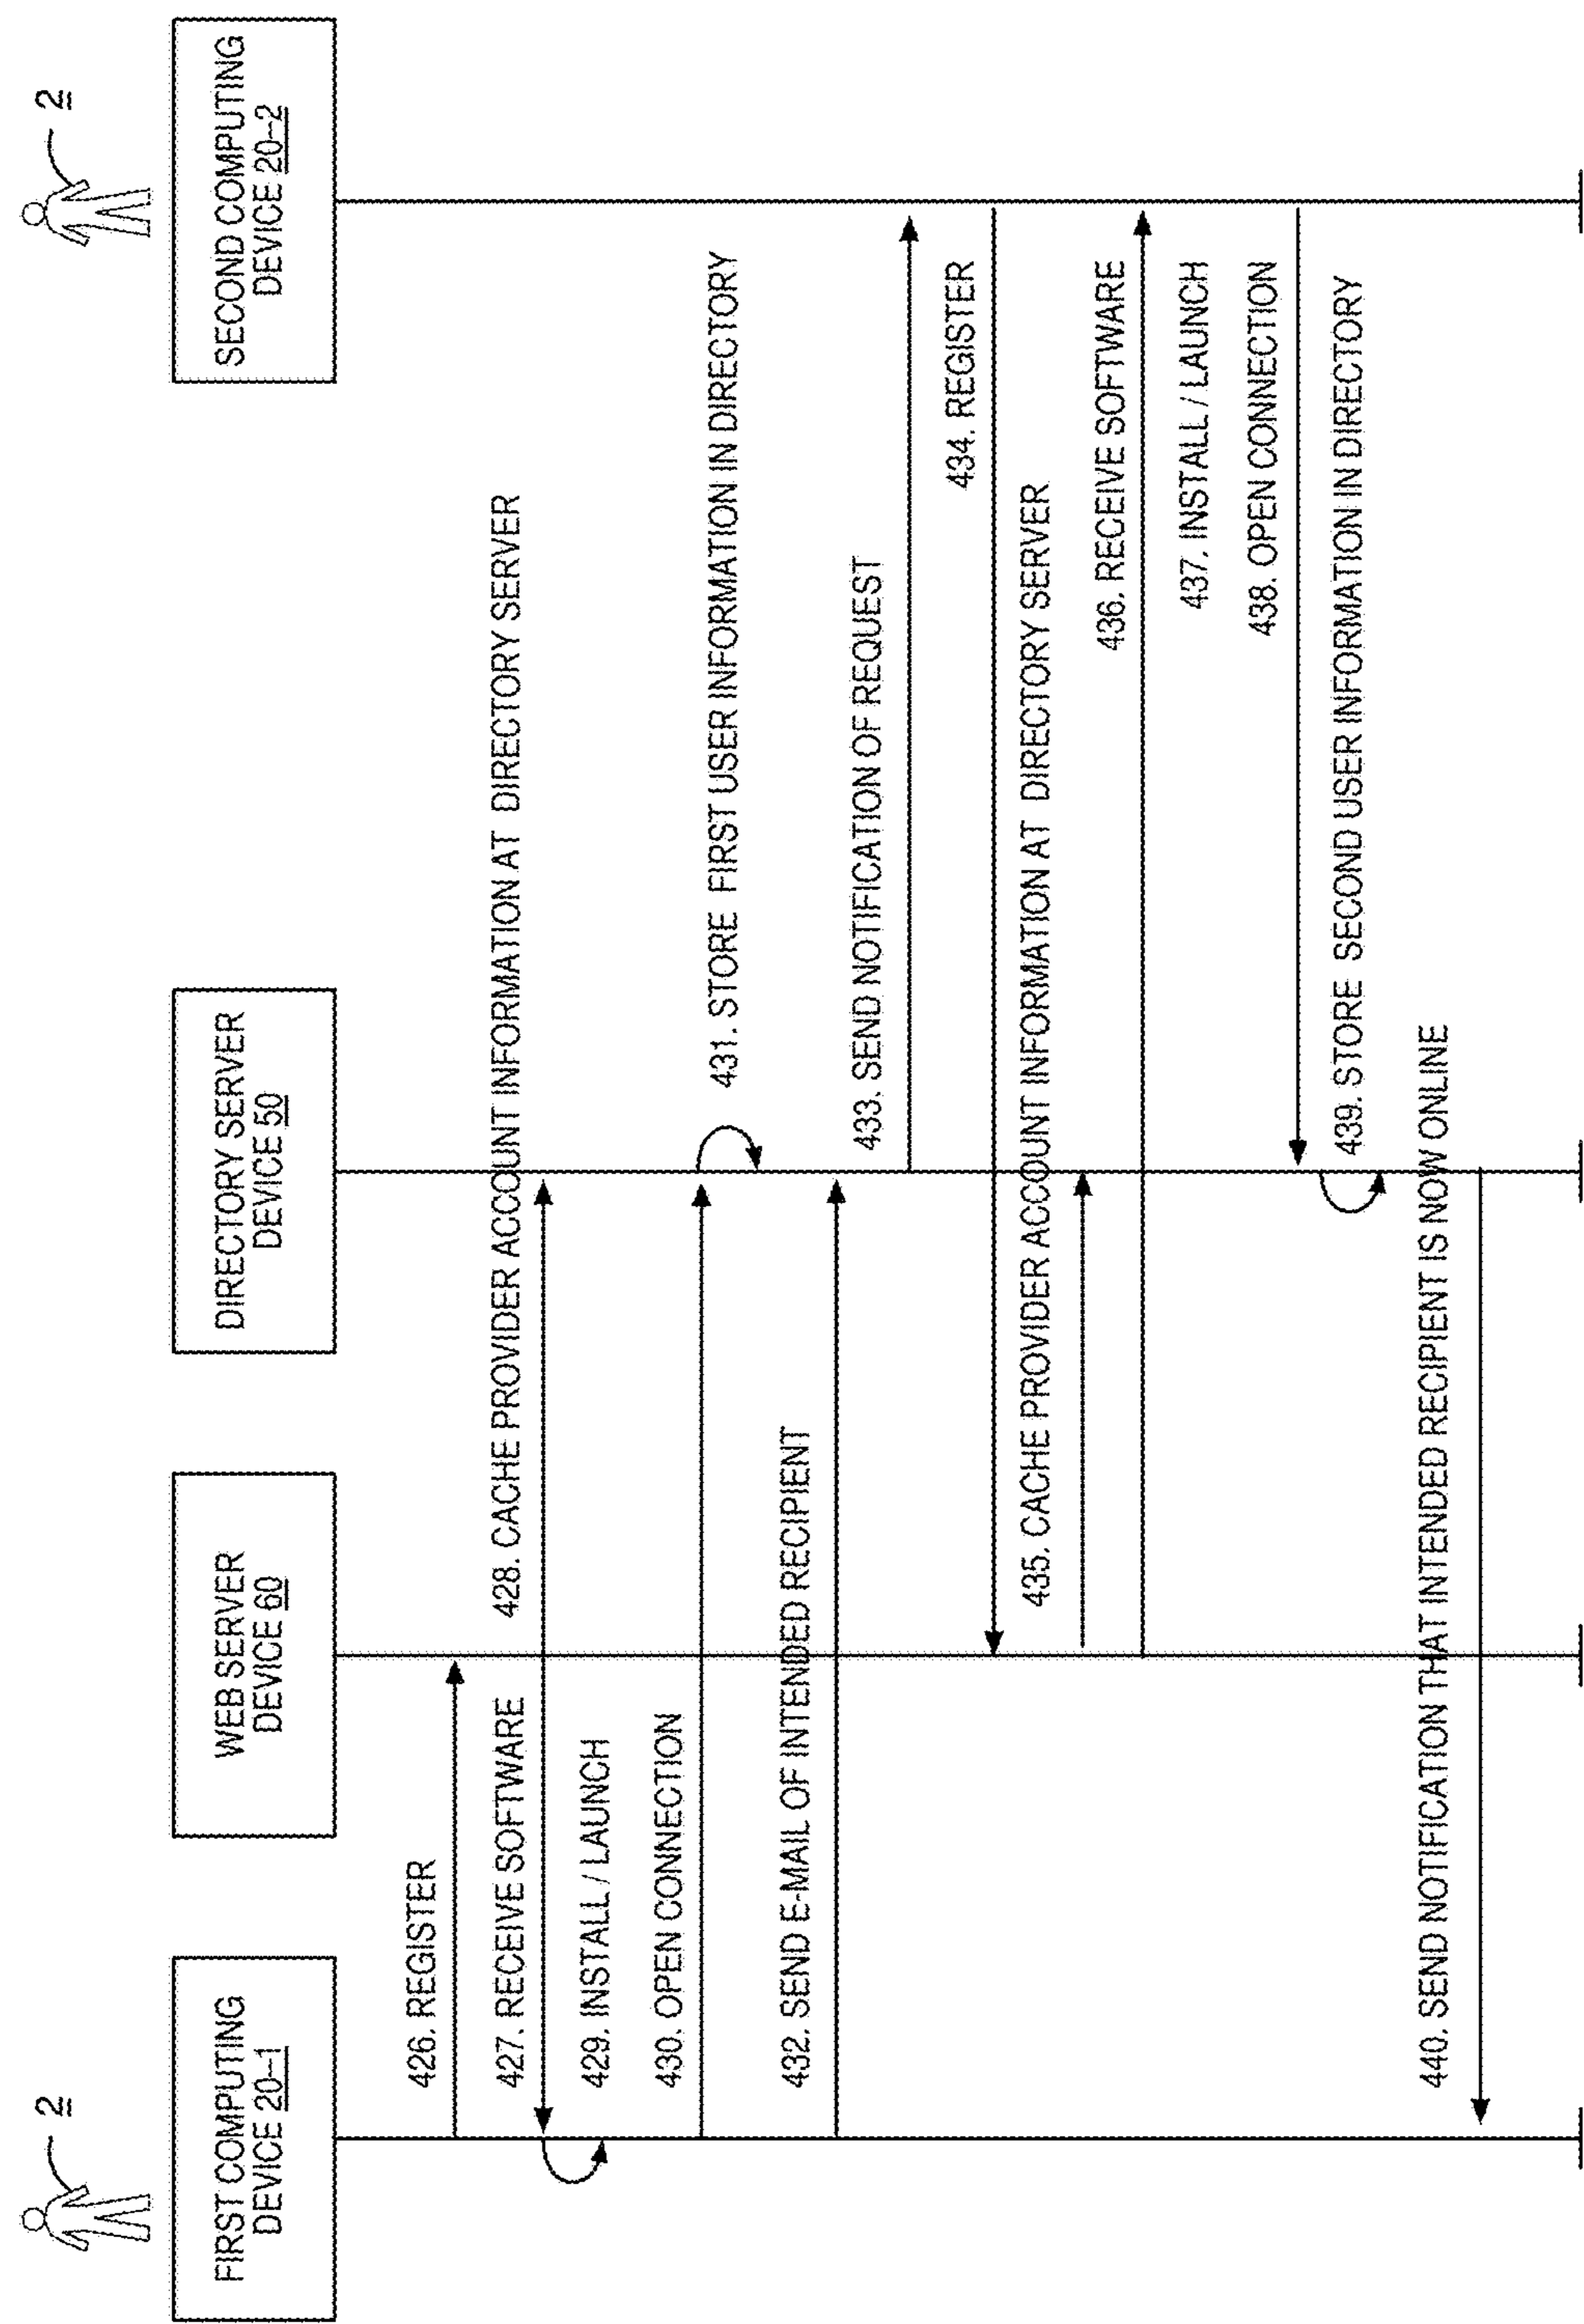 2
2
FIRST COMPUTING
DEVICE 20-1
WEB SERVER
DEVICE 60
DIRECTORY SERVER
DEVICE 50
SECOND COMPUTING
DEVICE 20-2
426. REGISTER
427. RECEIVE SOFTWARE
428. CACHE PROVIDER ACCOUNT INFORMATION AT DIRECTORY SERVER
429. INSTALL / LAUNCH
430. OPEN CONNECTION
431. STORE FIRST USER INFORMATION IN DIRECTORY
432. SEND E-MAIL OF INTENDED RECIPIENT
433. SEND NOTIFICATION OF REQUEST
434. REGISTER
435. CACHE PROVIDER ACCOUNT INFORMATION AT DIRECTORY SERVER
436. RECEIVE SOFTWARE
437. INSTALL / LAUNCH
438. OPEN CONNECTION
439. STORE SECOND USER INFORMATION IN DIRECTORY
440. SEND NOTIFICATION THAT INTENDED RECIPIENT IS NOW ONLINE